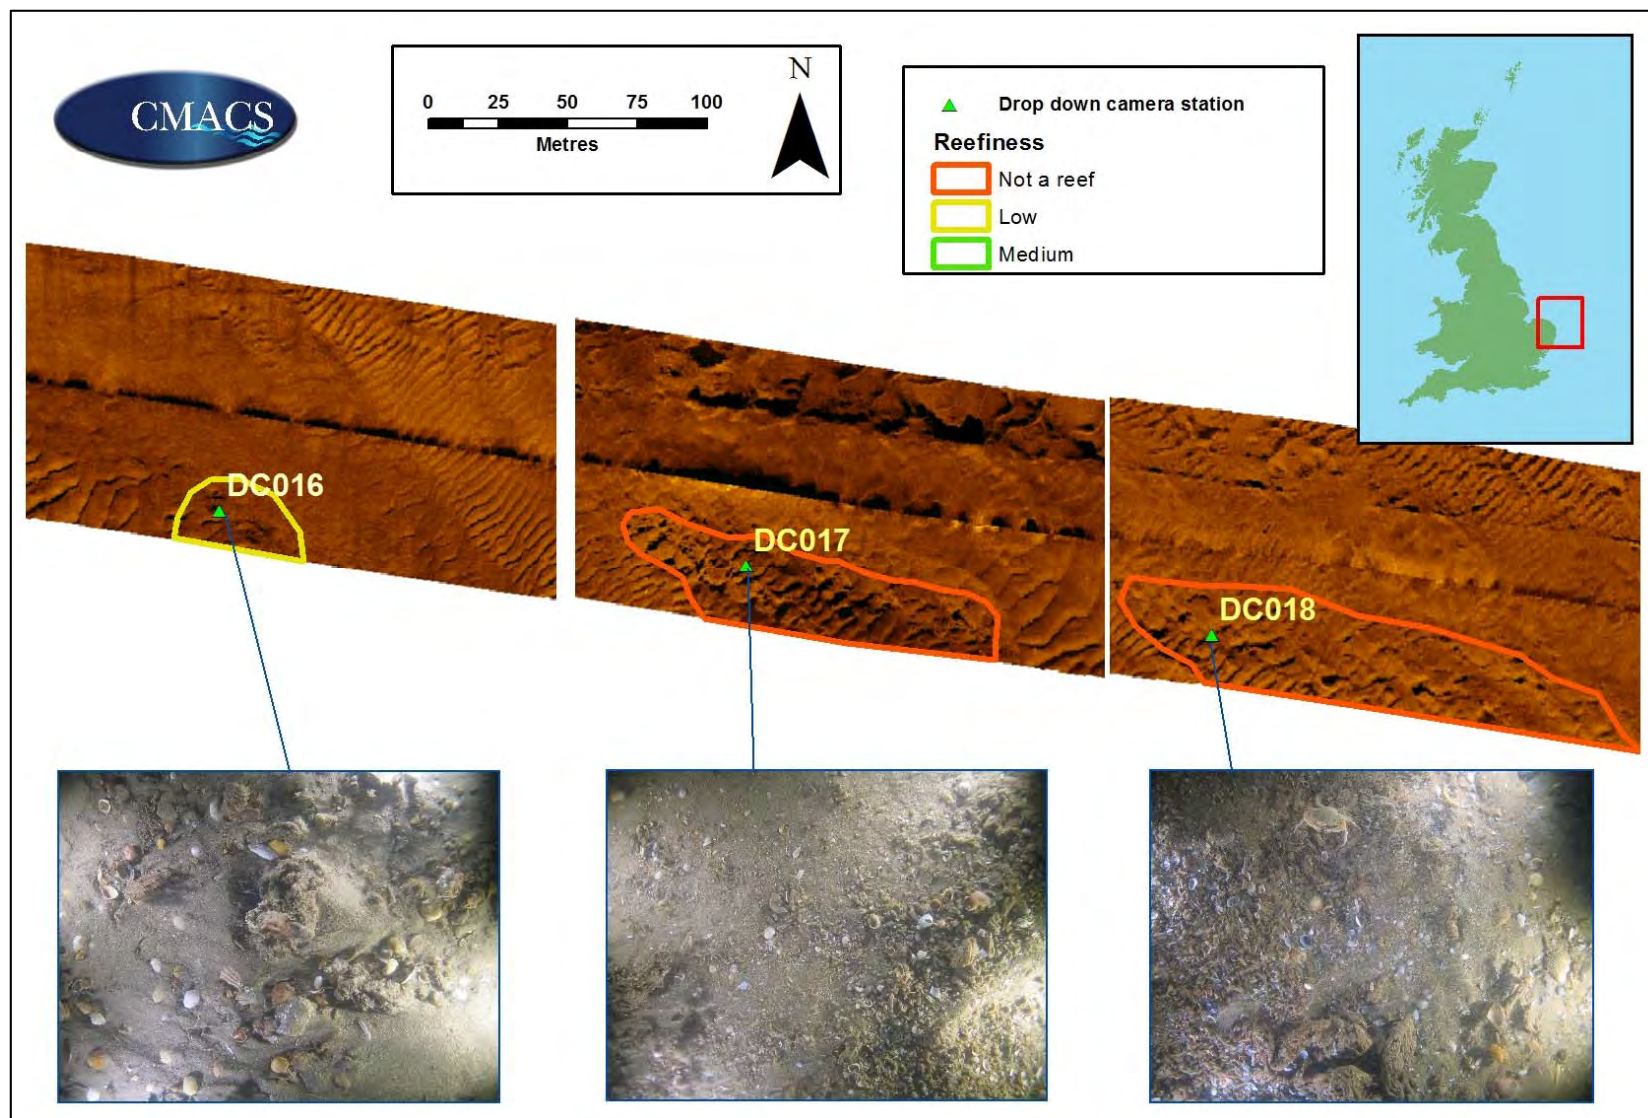 CMACS
0 25 50 75 100
Metres
N
Drop down camera station
Reefiness
Not a reef
Low
Medium
DC016
DC017
DC018